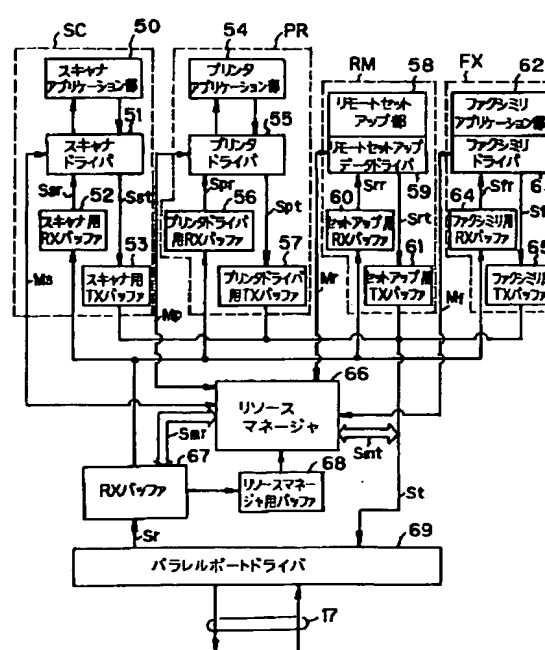 SC
50
スキャナ
アプリケーション部
51
スキャナ
ドライバ
Ssr
Sst
52
スキャナ用
RXバッファ
53
スキャナ用
TXバッファ
Ms
54
PR
プリンタ
アプリケーション部
55
プリンタ
ドライバ
Spr
Spt
56
プリンタドライバ
用RXバッファ
57
プリンタドライバ
用TXバッファ
Mp
RM
58
リモートセット
アップ部
リモートセットアップ
データドライバ
59
Srr
Srt
60
セットアップ用
RXバッファ
61
セットアップ用
TXバッファ
Mr
FX
62
ファクシミリ
アプリケーション部
ファクシミリ
ドライバ
Sfr
64
ファクシミリ用
RXバッファ
65
ファクシミリ用
TXバッファ
Mf
66
リソース
マネージャ
Smr
Smt
67
RXバッファ
68
リソースマネー
ジャ用バッファ
St
Sr
69
パラレルポートドライバ
17